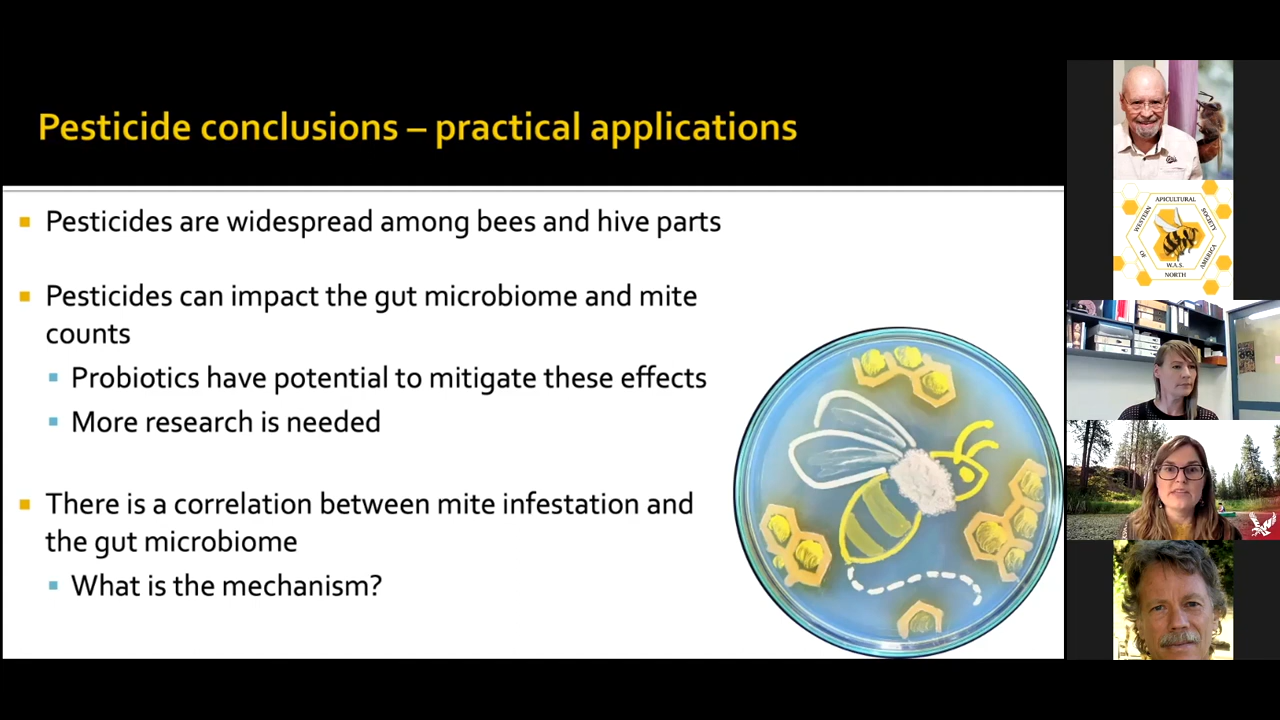 Pesticide conclusions – practical applications
Pesticides are widespread among bees and hive parts
Pesticides can impact the gut microbiome and mite
counts
Probiotics have potential to mitigate these effects
More research is needed
There is a correlation between mite infestation and
the gut microbiome
What is the mechanism?
APICULTURAL
WESTERN
SOCIETY
W.A.S.
OF
AMERICA
NORTH